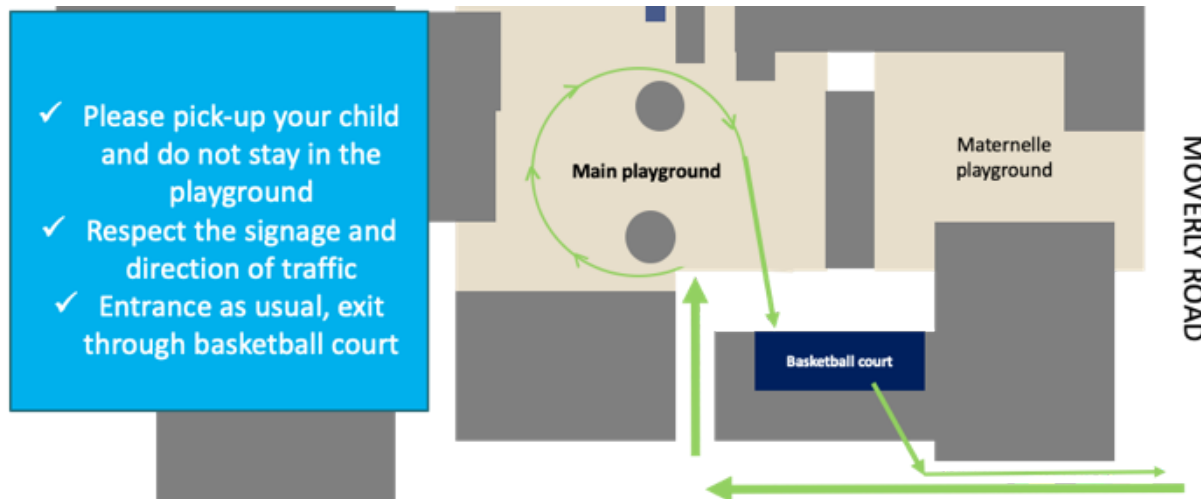 ✓ Please pick-up your child
and do not stay in the
playground
✓ Respect the signage and
direction of traffic
✓ Entrance as usual, exit
through basketball court
Main playground
Maternelle
playground
Basketball court
MOVERLY ROAD